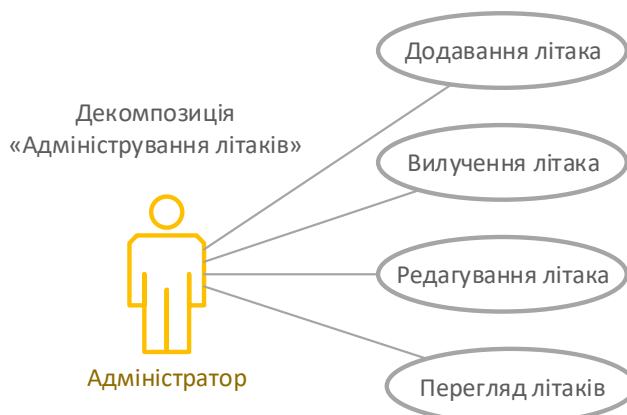 Додавання літака
Декомпозиція
«Адміністрування літаків»
Вилучення літака
Редагування літака
Адміністратор
Перегляд літаків